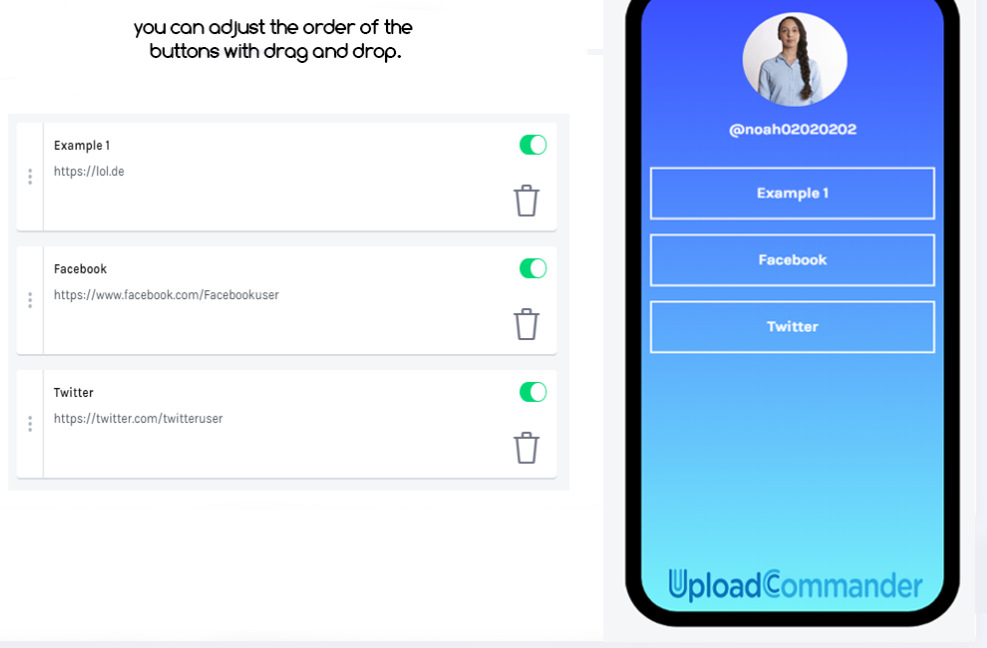 you can adjust the order of the
buttons with drag and drop.
Example 1
https://lol.de
Facebook
https://www.facebook.com/Facebookuser
Twitter
https://twitter.com/twitteruser
@noah02020202
Example 1
Facebook
Twitter
UploadCommander